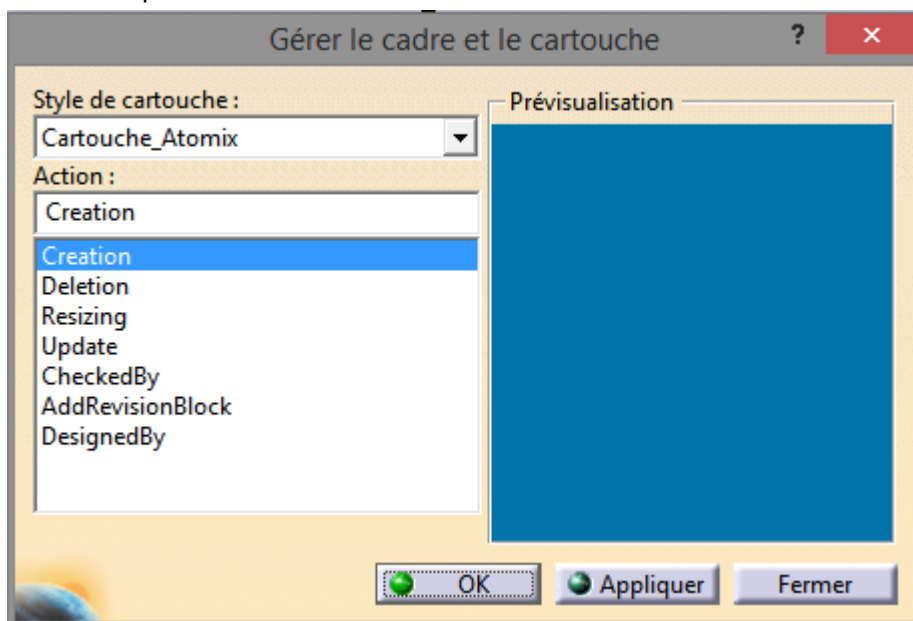 Gérer le cadre et le cartouche
?
×
Style de cartouche :
Cartouche_Atomix
Action :
Creation
Creation
Deletion
Resizing
Update
CheckedBy
AddRevisionBlock
DesignedBy
Prévisualisation
OK
Appliquer
Fermer